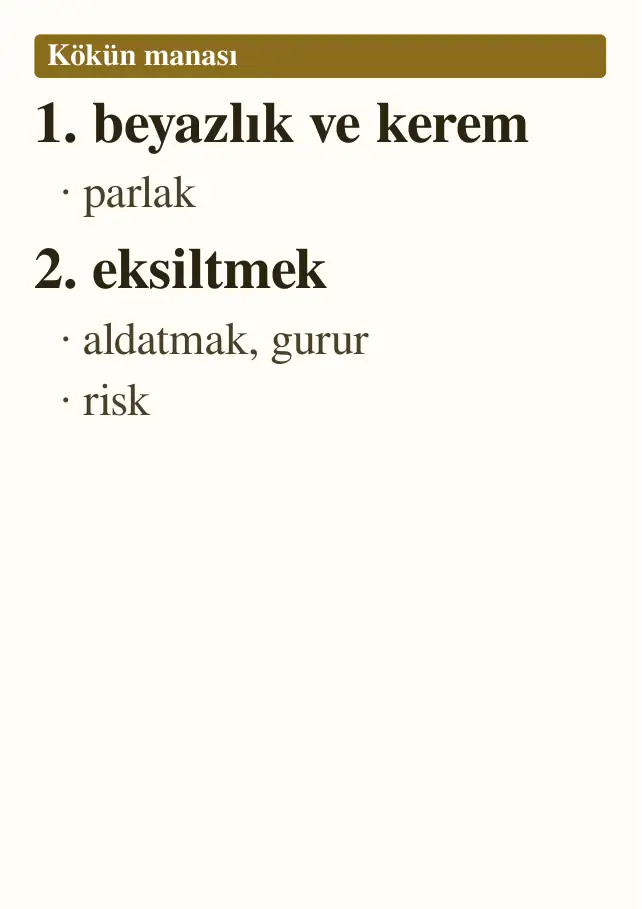 Kökün manası
1. beyazlık ve kerem
· parlak
2. eksiltmek
· aldatmak, gurur
· risk